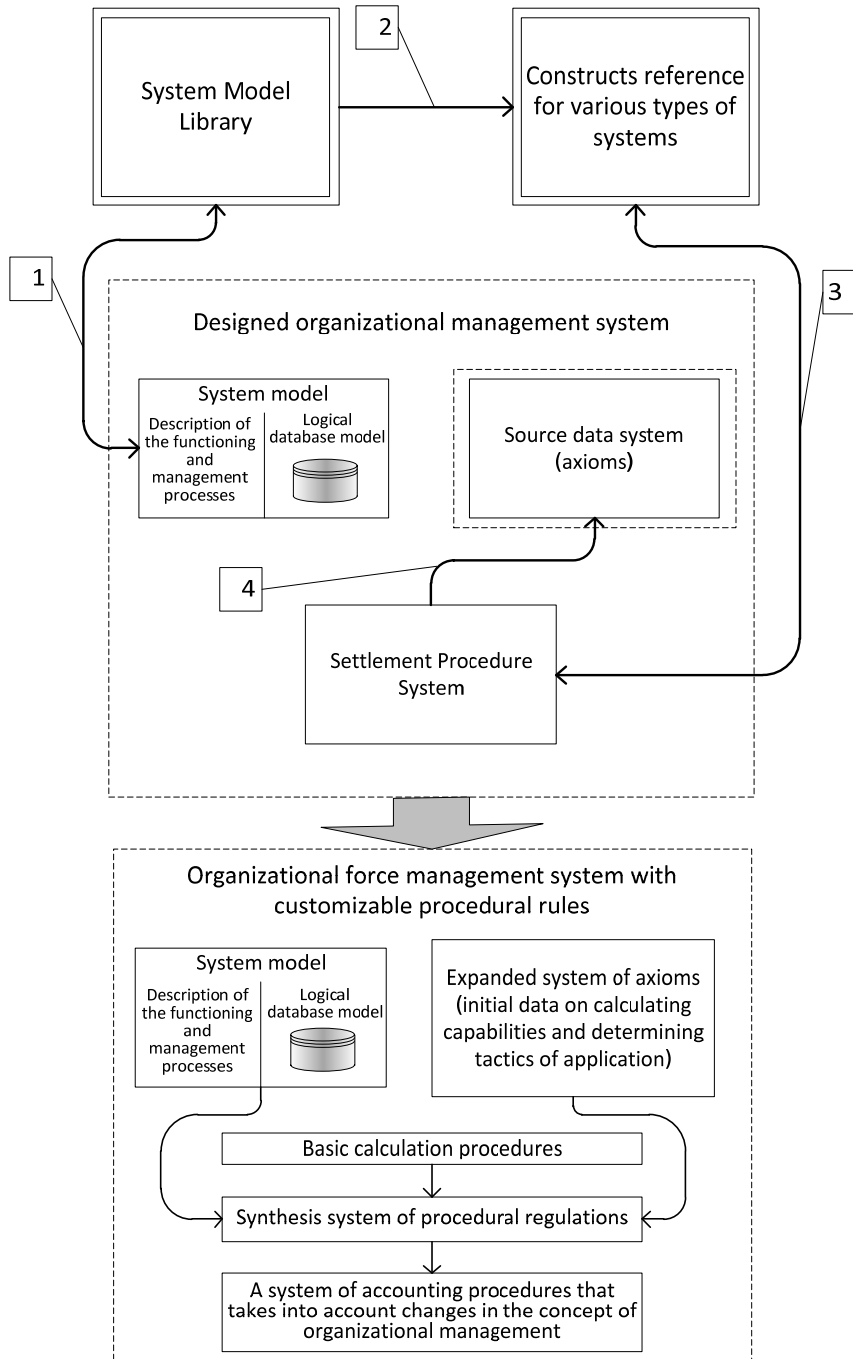 2
System Model
Library
Constructs reference
for various types of
systems
1
3
Designed organizational management system
System model
Description of
the functioning
and
management
processes
Logical
database model
Source data system
(axioms)
4
Settlement Procedure
System
Organizational force management system with
customizable procedural rules
System model
Description of
the functioning
and
management
processes
Logical
database model
Expanded system of axioms
(initial data on calculating
capabilities and determining
tactics of application)
Basic calculation procedures
Synthesis system of procedural regulations
A system of accounting procedures that
takes into account changes in the concept of
organizational management